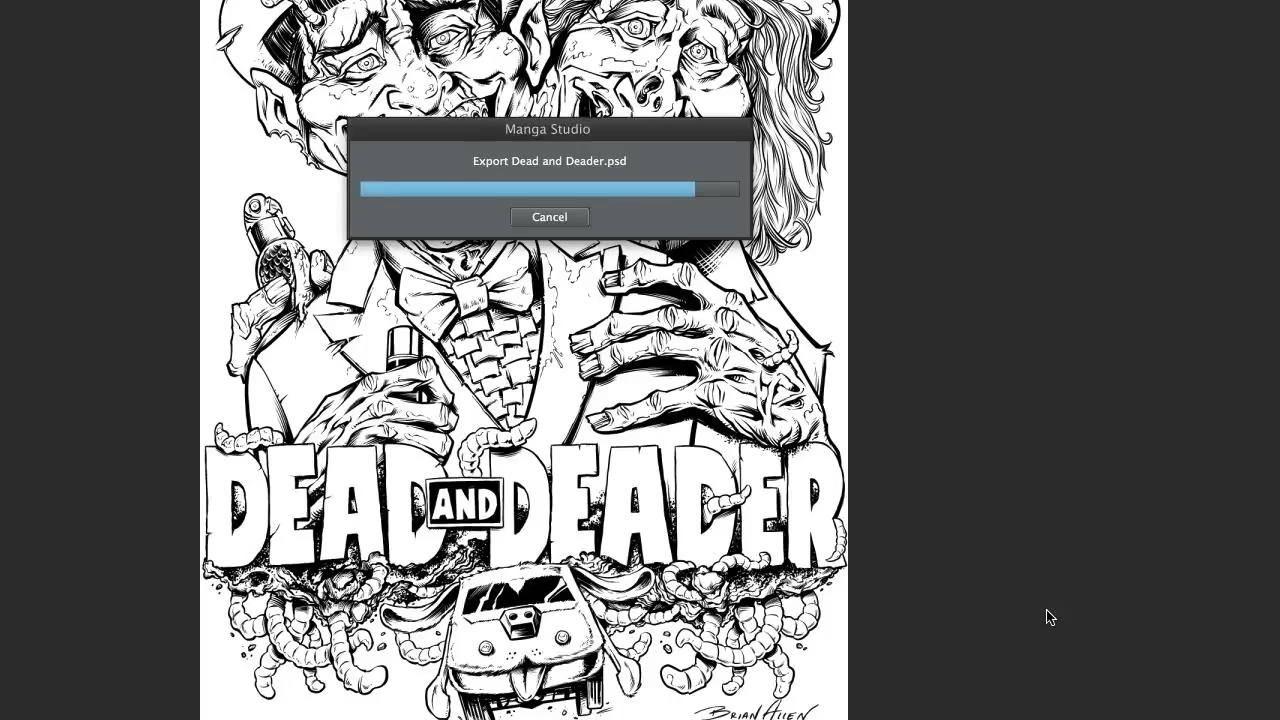 Manga Studio
Export Dead and Deader.psd
Cancel
DEAD AND DEADER
BRIAN ALLEN